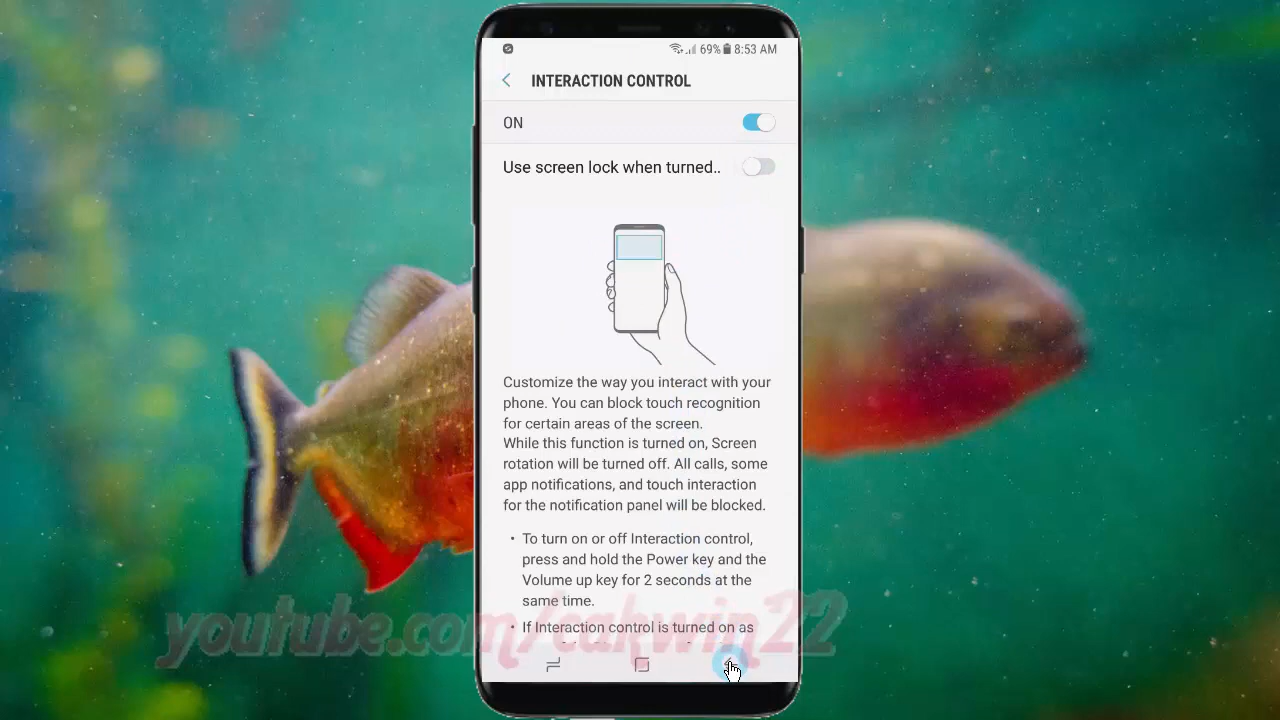 69% 8:53 AM
INTERACTION CONTROL
ON
Use screen lock when turned..
Customize the way you interact with your
phone. You can block touch recognition
for certain areas of the screen.
While this function is turned on, Screen
rotation will be turned off. All calls, some
app notifications, and touch interaction
for the notification panel will be blocked.
• To turn on or off Interaction control,
press and hold the Power key and the
Volume up key for 2 seconds at the
same time.
• If Interaction control is turned on as
youtube.com/cakwin22